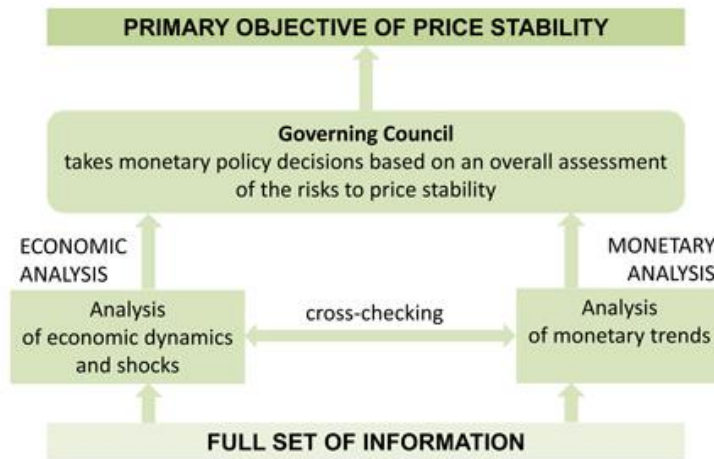 PRIMARY OBJECTIVE OF PRICE STABILITY
Governing Council
takes monetary policy decisions based on an overall assessment
of the risks to price stability
ECONOMIC
ANALYSIS
MONETARY
ANALYSIS
Analysis
of economic dynamics
and shocks
cross-checking
Analysis
of monetary trends
FULL SET OF INFORMATION